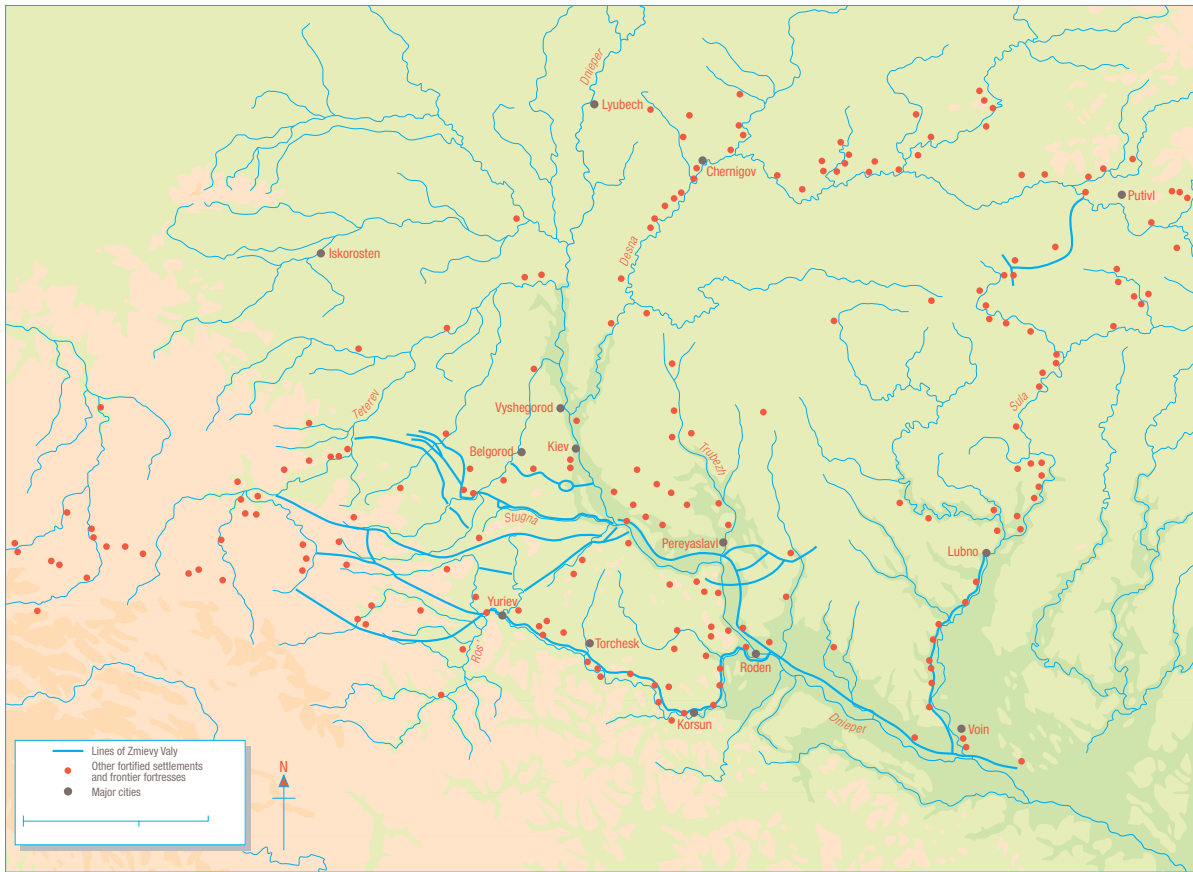 Dnieper
Lyubech
Chernigov
Putivl
Iskorosten
Desna
Teterev
Vyshegorod
Sula
Belgorod
Kiev
Trubezh
Stugna
Pereyaslavl
Lubno
Yuriev
Torchesk
Ros'
Roden
Korsun
Dnieper
Voin
Lines of Zmievy Valy
Other fortified settlements
and frontier fortresses
Major cities
N